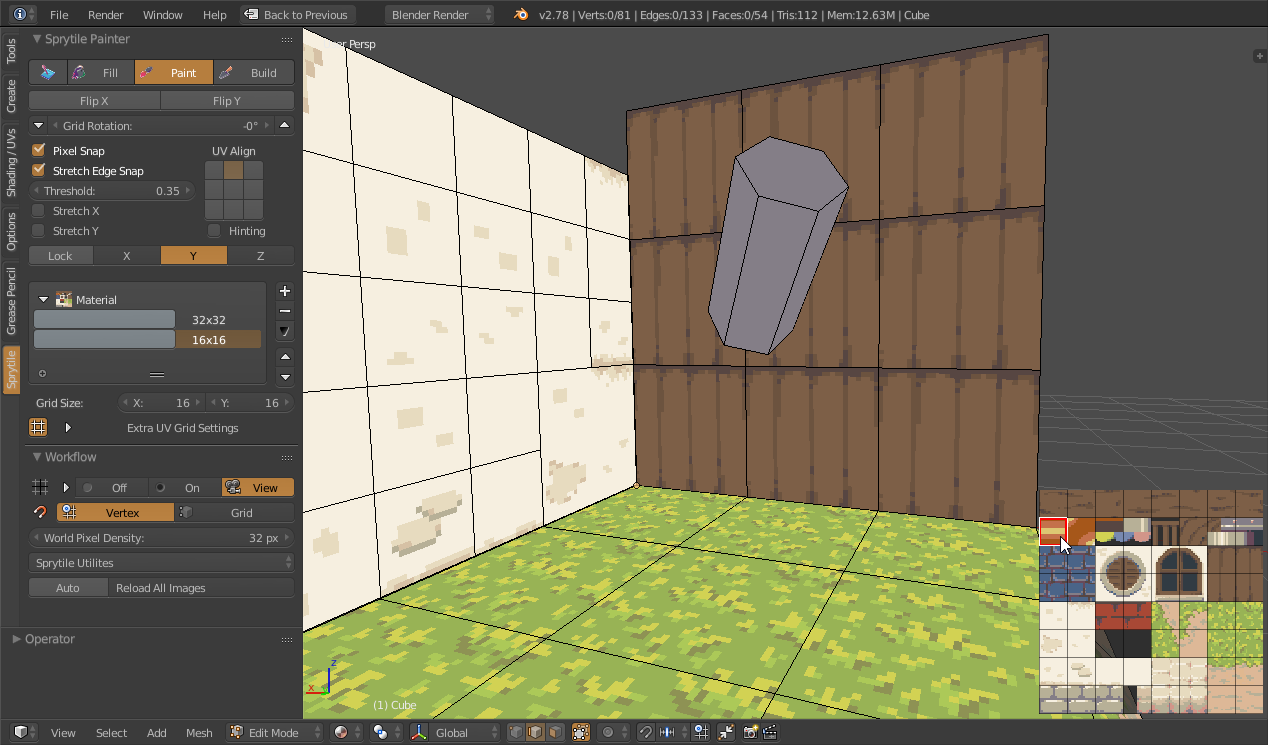 File Render Window Help Back to Previous Blender Render v2.78 | Verts:0/81 | Edges:0/133 | Faces:0/54 | Tris:112 | Mem:12.63M | Cube
Tools
Create
Shading / UVs
Options
Grease Pencil
Sprytile
Sprytile Painter
Fill Paint Build
Flip X Flip Y
Grid Rotation: -0°
Pixel Snap UV Align
Stretch Edge Snap
Threshold: 0.35
Stretch X
Stretch Y Hinting
Lock X Y Z
Material
32x32
16x16
Grid Size: X: 16 Y: 16
Extra UV Grid Settings
Workflow
Off On View
Vertex Grid
World Pixel Density: 32 px
Sprytile Utilites
Auto Reload All Images
Operator
Persp
z
x
(1) Cube
View Select Add Mesh Edit Mode Global